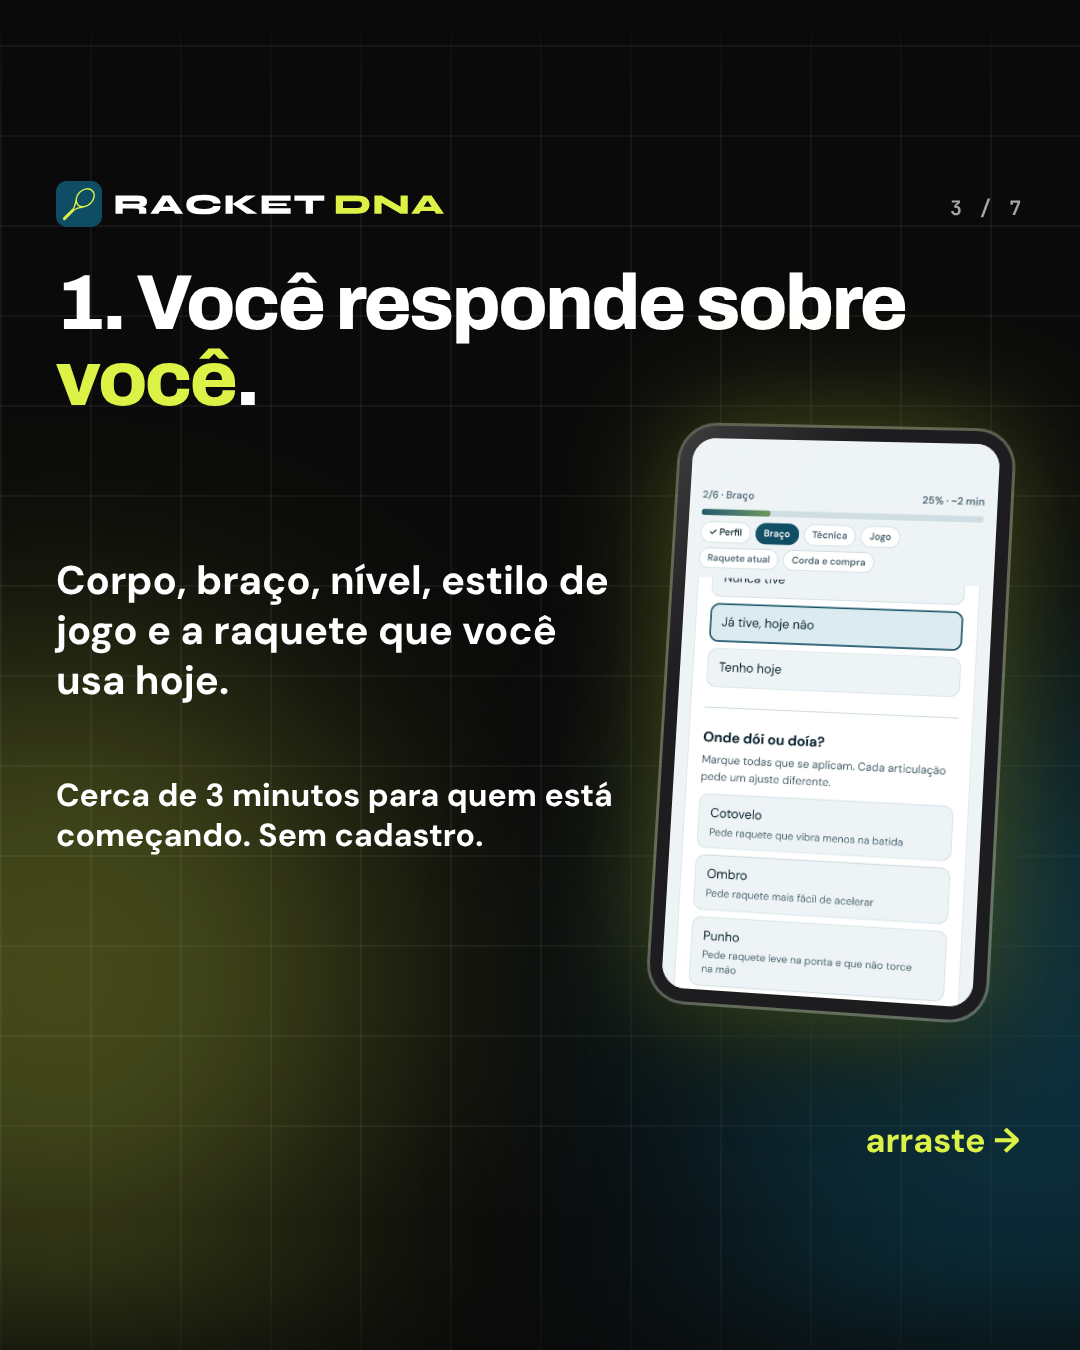 RACKET DNA
3 / 7
1. Você responde sobre
você.
Corpo, braço, nível, estilo de
jogo e a raquete que você
usa hoje.
Cerca de 3 minutos para quem está
começando. Sem cadastro.
2/6 · Braço
25% · ~2 min
✓ Perfil
Braço
Técnica
Jogo
Raquete atual
Corda e compra
Nunca tive
Já tive, hoje não
Tenho hoje
Onde dói ou doía?
Marque todas que se aplicam. Cada articulação
pede um ajuste diferente.
Cotovelo
Pede raquete que vibra menos na batida
Ombro
Pede raquete mais fácil de acelerar
Punho
Pede raquete leve na ponta e que não torce
na mão
arraste →